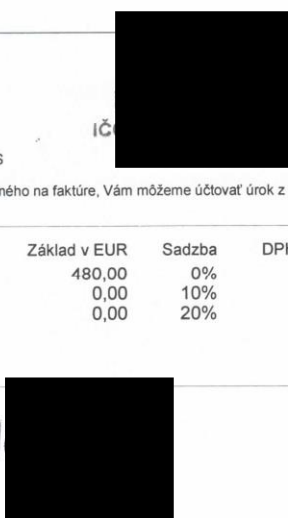 IČ
s
ného na faktúre, Vám môžeme účtovať úrok z
Základ v EUR Sadzba DPH
480,00 0%
0,00 10%
0,00 20%